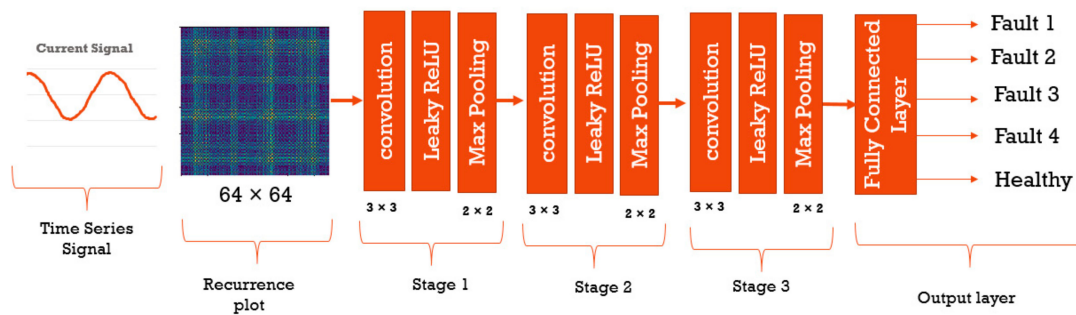 Current Signal
Time Series
Signal
64 × 64
Recurrence
plot
convolution
Leaky ReLU
Max Pooling
3 × 3
2 × 2
Stage 1
convolution
Leaky ReLU
Max Pooling
3 × 3
2 × 2
Stage 2
convolution
Leaky ReLU
Max Pooling
3 × 3
2 × 2
Stage 3
Fully Connected
Layer
Fault 1
Fault 2
Fault 3
Fault 4
Healthy
Output layer